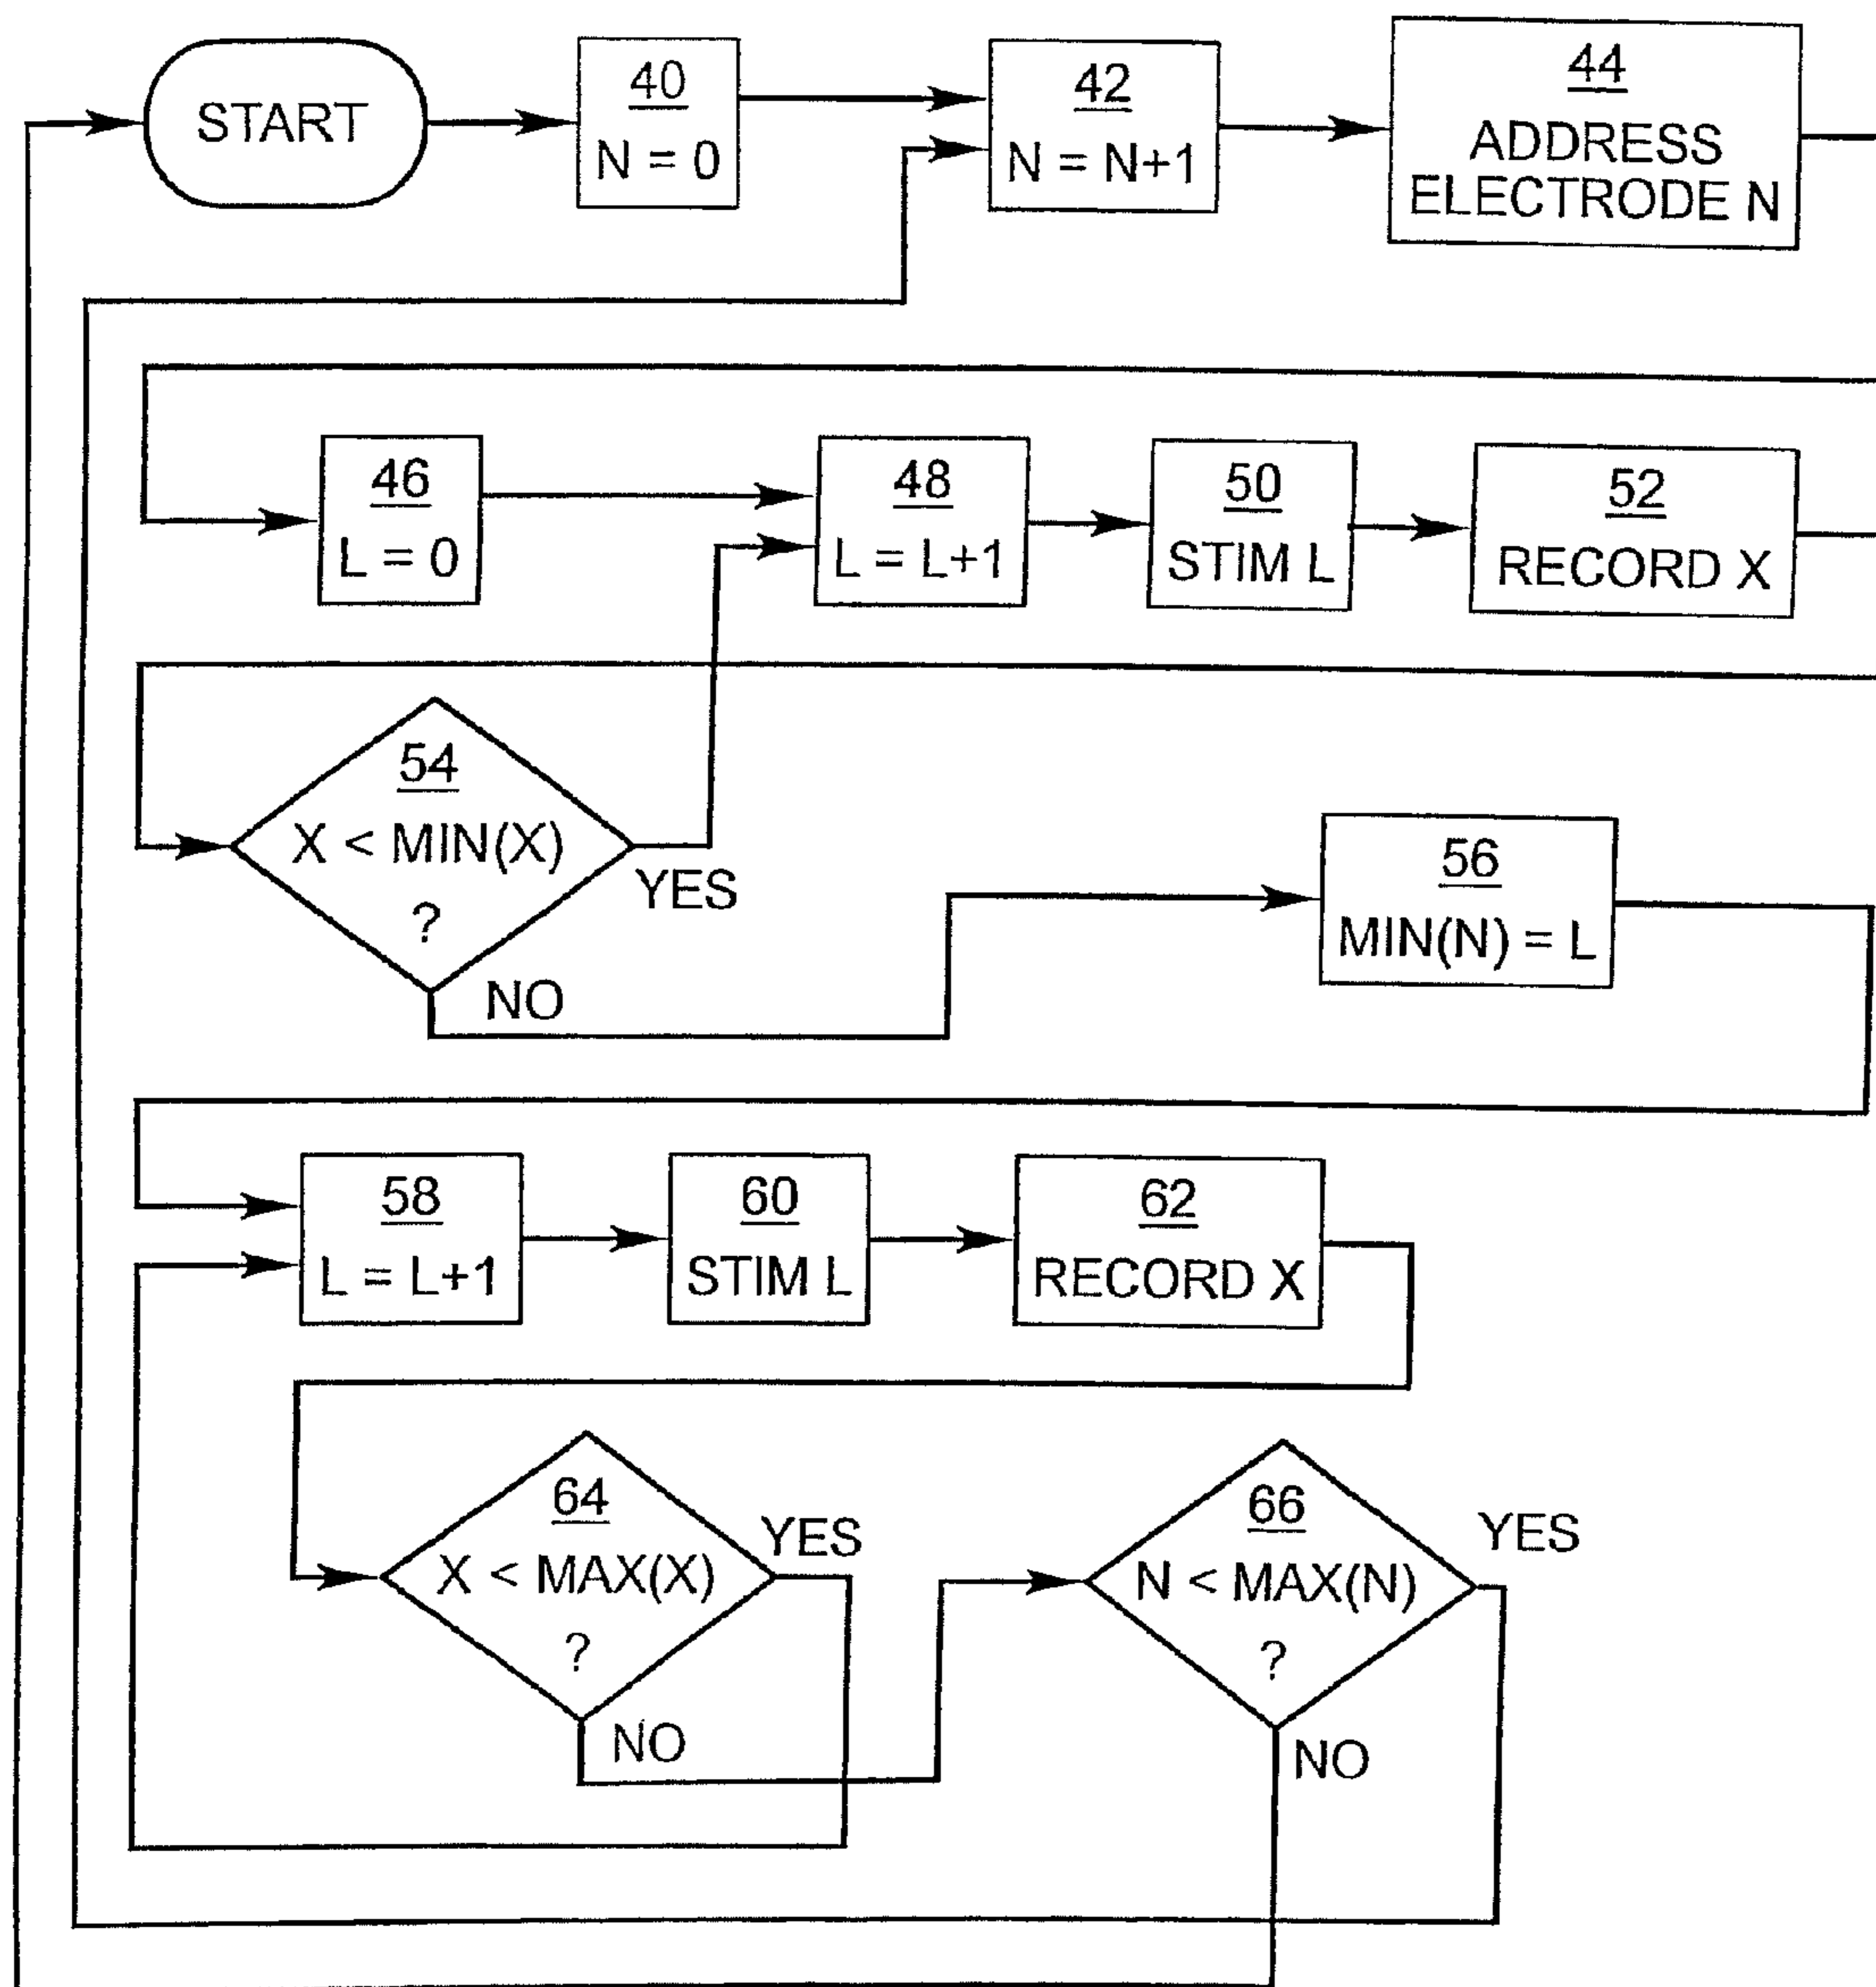 START
40
N = 0
42
N = N+1
44
ADDRESS
ELECTRODE N
46
L = 0
48
L = L+1
50
STIM L
52
RECORD X
54
X < MIN(X)
?
YES
NO
56
MIN(N) = L
58
L = L+1
60
STIM L
62
RECORD X
64
X < MAX(X)
?
YES
NO
66
N < MAX(N)
?
YES
NO